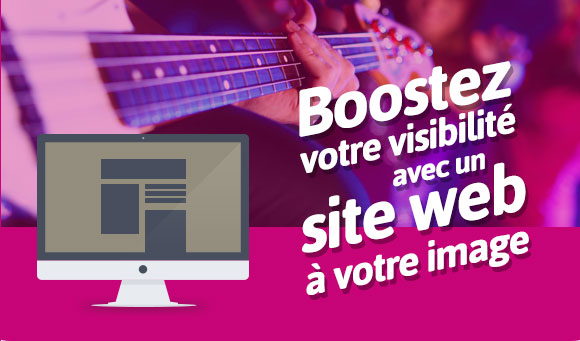 Boostez
votre visibilité
avec un
site web
à votre image